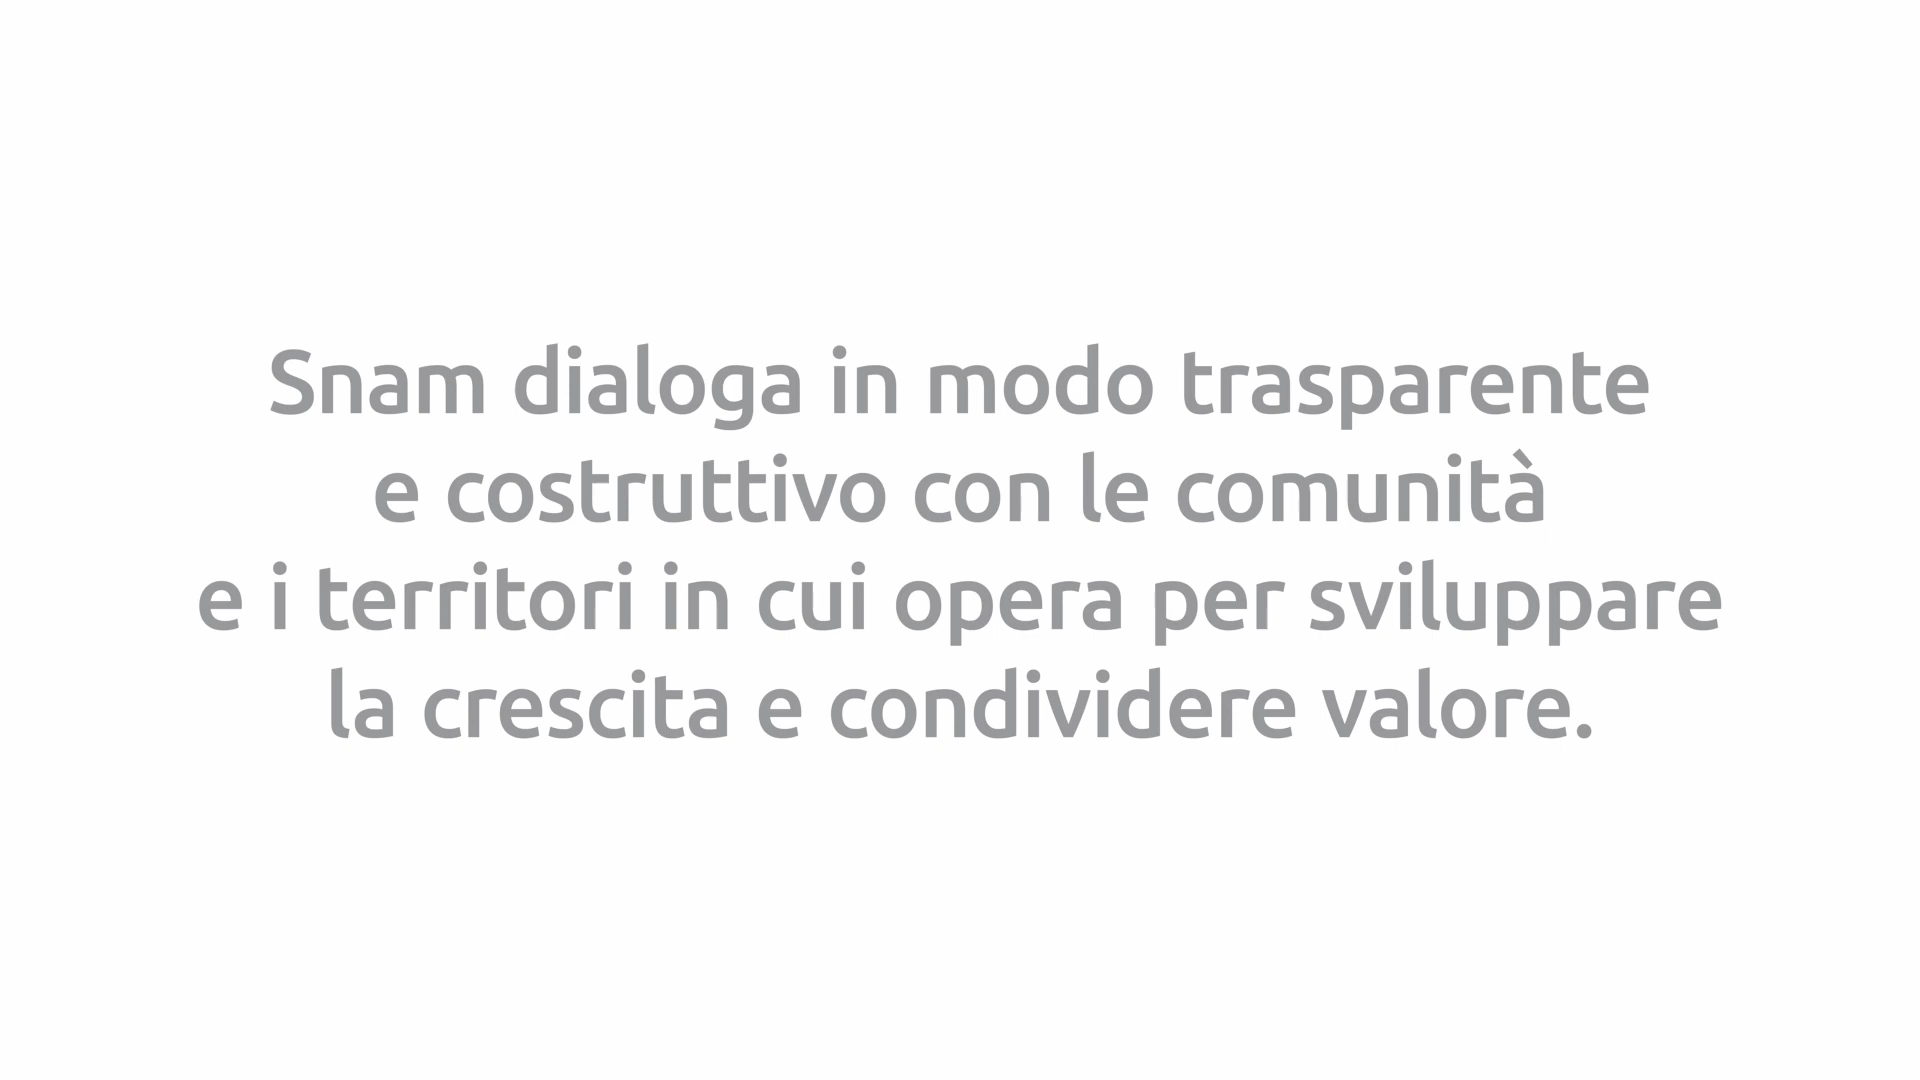 Snam dialoga in modo trasparente
e costruttivo con le comunità
e i territori in cui opera per sviluppare
la crescita e condividere valore.